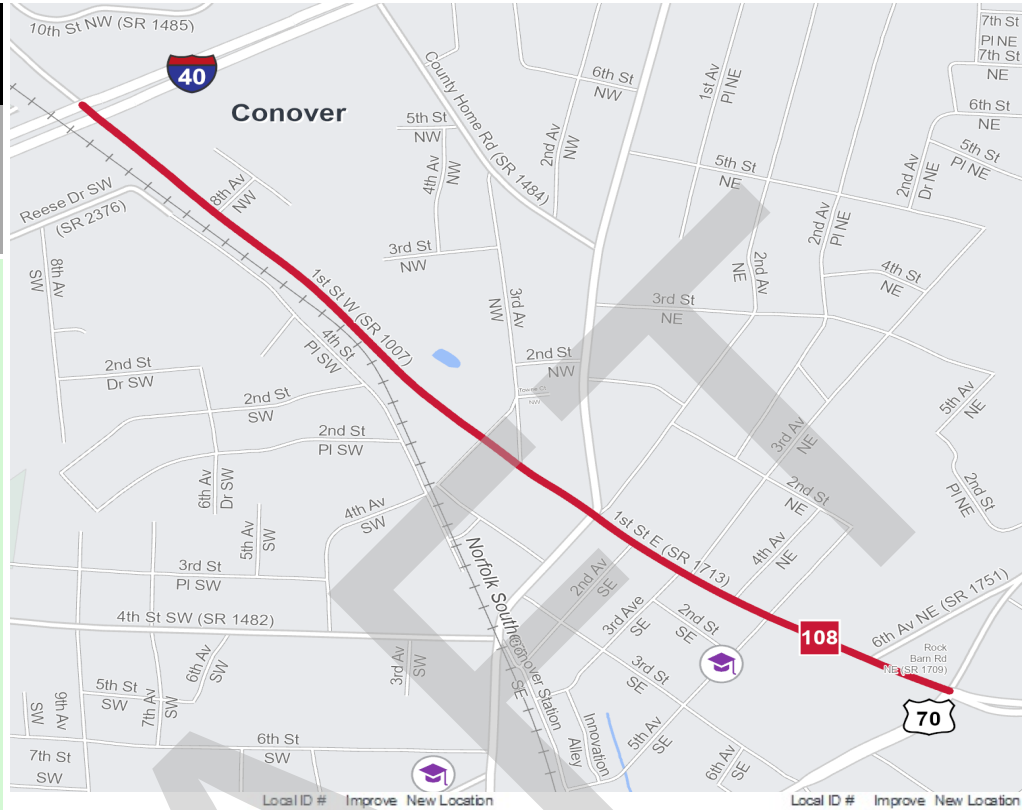 10th St NW (SR 1485)
40
Conover
County Home Rd (SR 1484)
6th St
NW
1st Av
Pl NE
7th St
Pl NE
7th St
NE
6th St
NE
5th St
Pl NE
5th St
NW
4th Av
NW
2nd Av
NW
5th St
NE
2nd Av
Dr NE
8th Av
NW
Reese Dr SW
(SR 2376)
2nd Av
Pl NE
3rd St
NW
8th Av
SW
1st St W (SR 1007)
2nd Av
NE
4th St
NE
3rd Av
NW
3rd St
NE
4th St
Pl SW
2nd St
NW
2nd St
Dr SW
2nd St
SW
Towne Ct
NW
5th Av
NE
3rd Av
NE
2nd St
Pl SW
6th Av
Dr SW
2nd St
NE
2nd St
Pl NE
4th Av
SW
5th Av
SW
1st St E (SR 1713)
4th Av
NE
Norfolk Southe
3rd St
Pl SW
2nd Av
SE
6th Av NE (SR 1751)
4th St SW (SR 1482)
3rd Ave
SE
2nd St
SE
108
Rock
Barn Rd
NE (SR 1709)
6th Av
SW
3rd Av
SW
Conover Station
SE
3rd St
SE
5th St
SW
7th Av
SW
9th Av
SW
70
Innovation
Alley
5th Av
SE
6th St
SW
6th Av
SE
7th St
SW
Local ID # Improve New Location
Local ID # Improve New Location